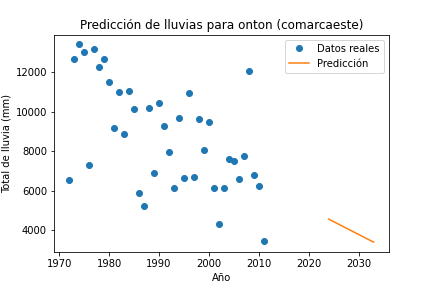 Predicción de lluvias para onton (comarcaeste)
Datos reales
Predicción
Total de lluvia (mm)
12000
10000
8000
6000
4000
1970 1980 1990 2000 2010 2020 2030
Año